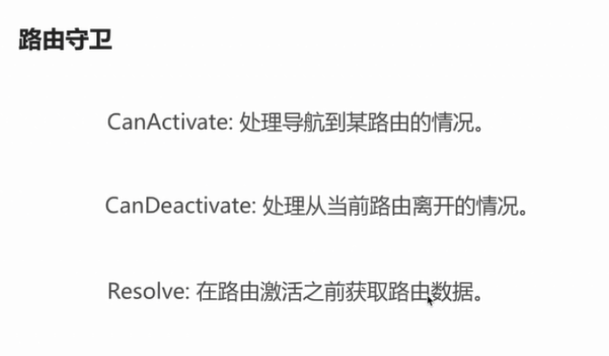 路由守卫
CanActivate: 处理导航到某路由的情况。
CanDeactivate: 处理从当前路由离开的情况。
Resolve: 在路由激活之前获取路由数据。